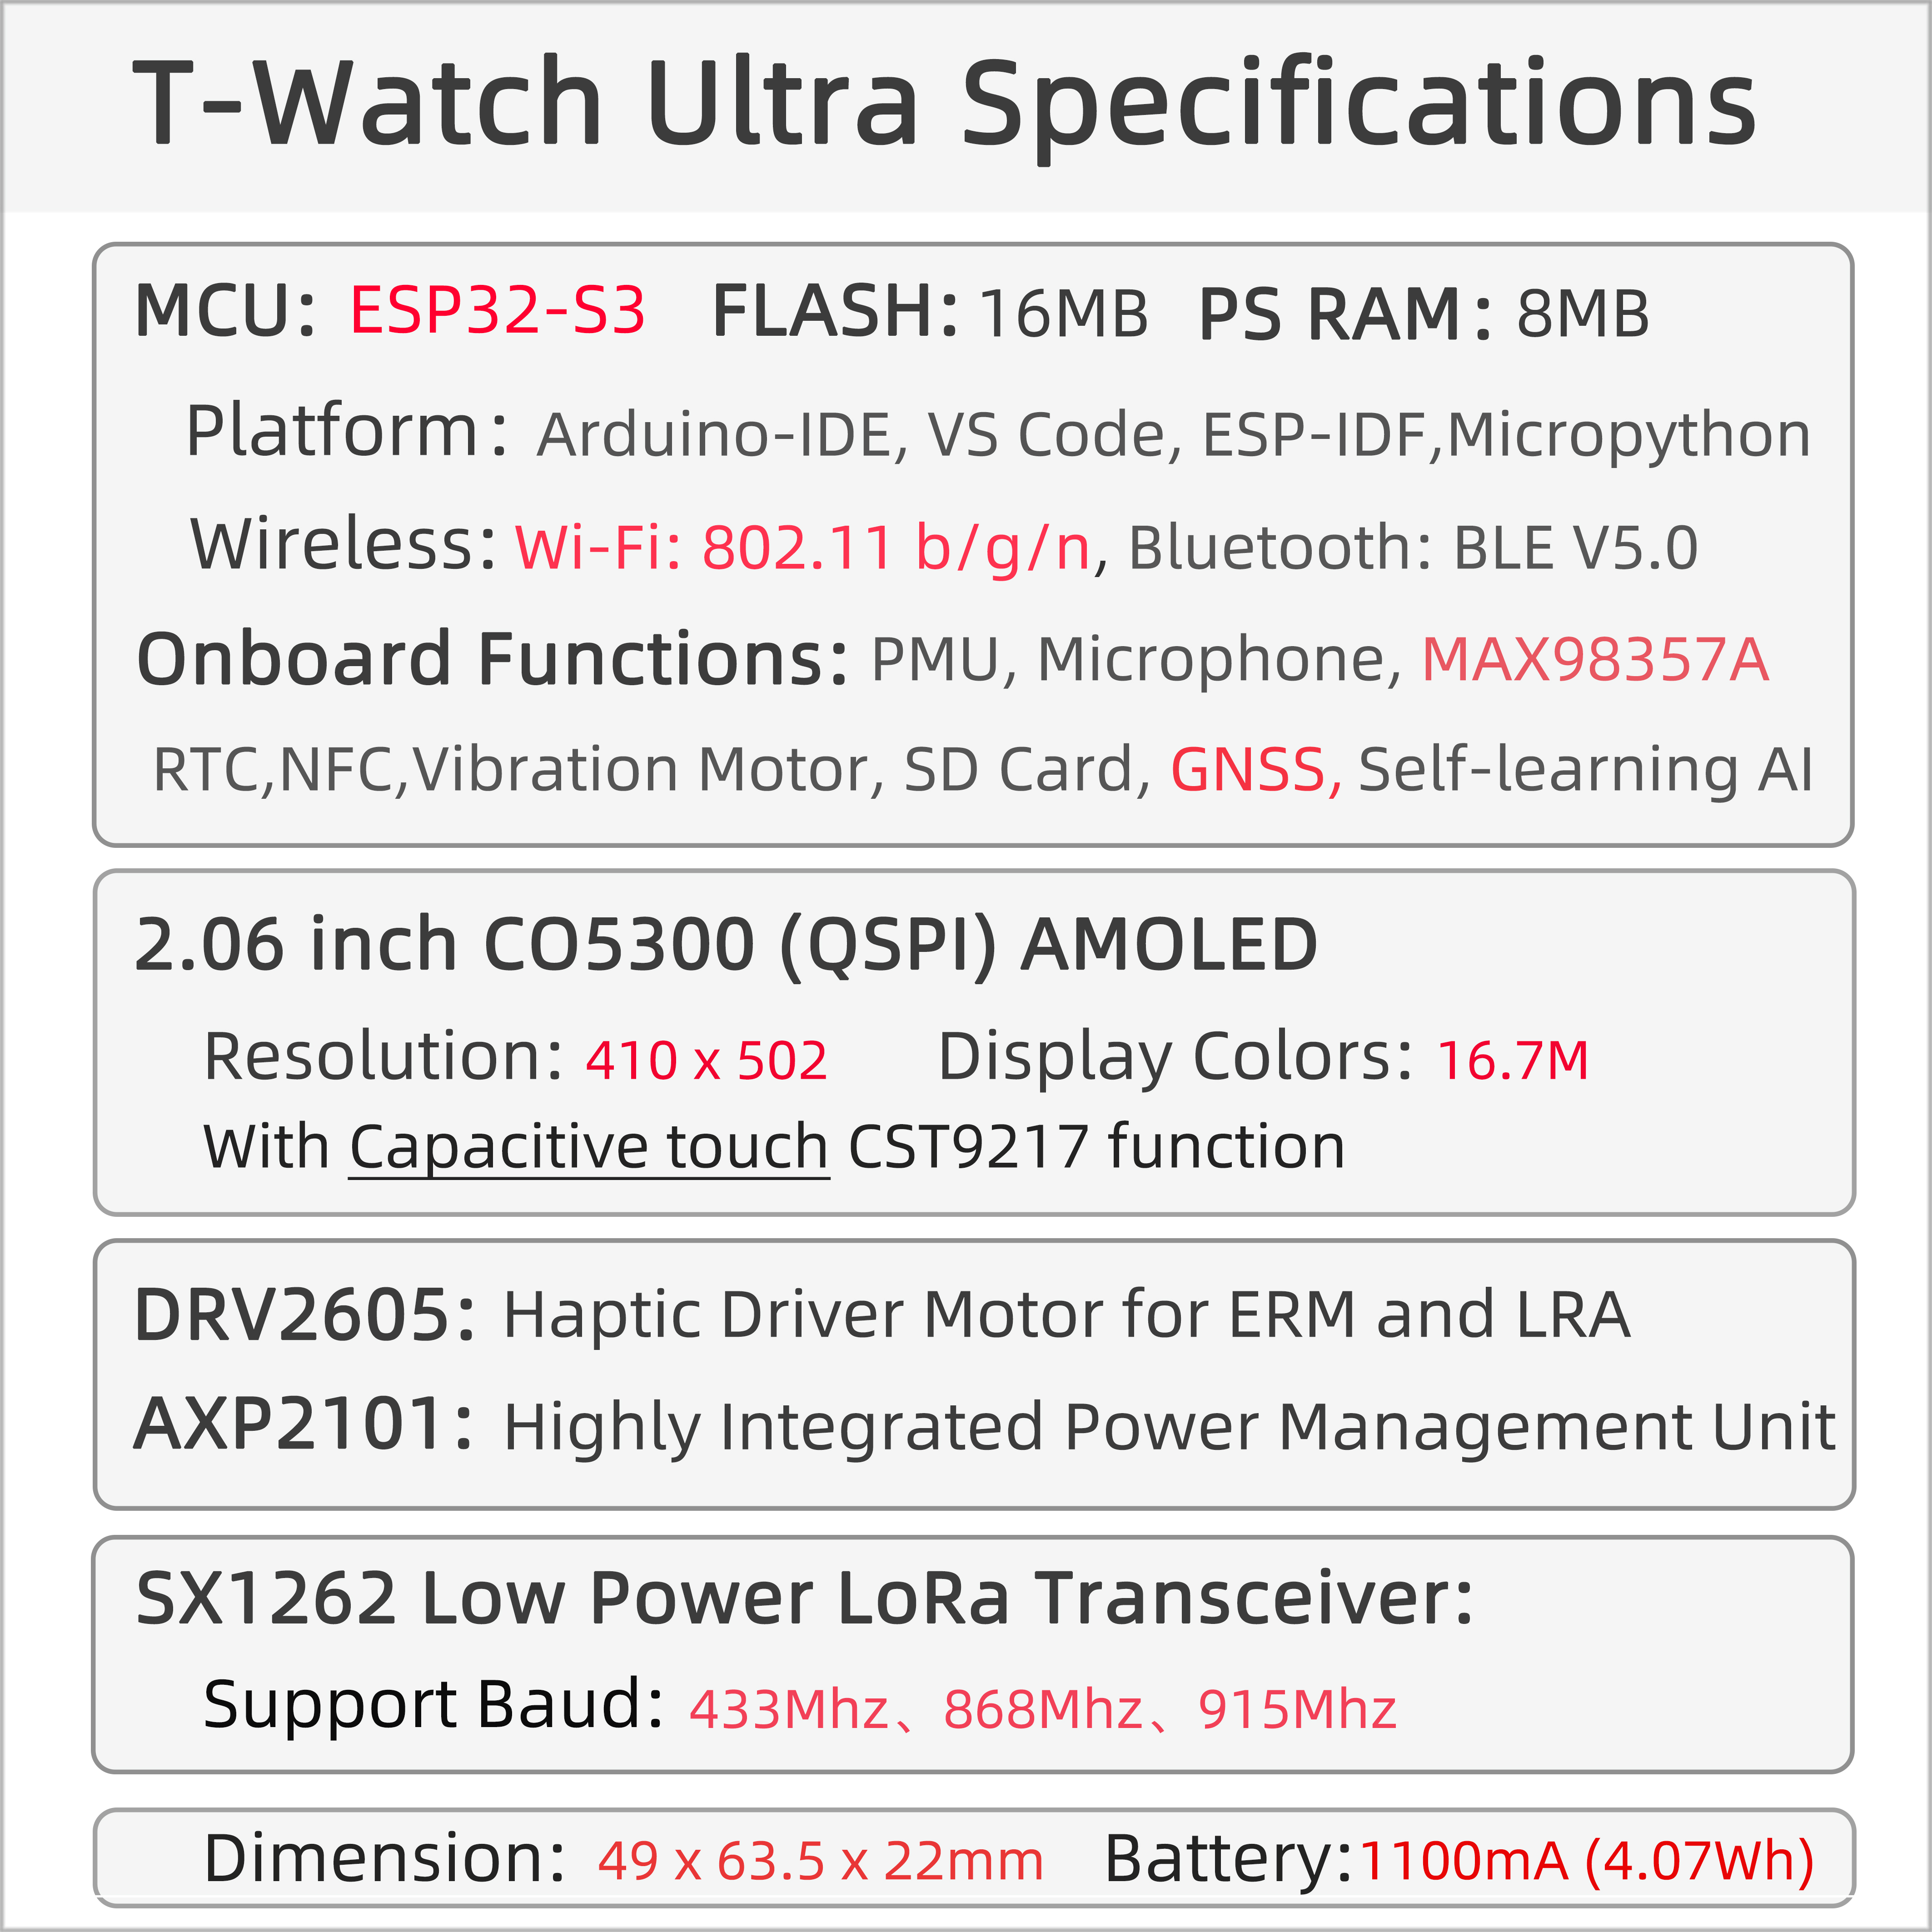 T-Watch Ultra Specifications
MCU: ESP32-S3 FLASH: 16MB PS RAM: 8MB
Platform: Arduino-IDE, VS Code, ESP-IDF,Micropython
Wireless: Wi-Fi: 802.11 b/g/n, Bluetooth: BLE V5.0
Onboard Functions: PMU, Microphone, MAX98357A
RTC,NFC,Vibration Motor, SD Card, GNSS, Self-learning AI
2.06 inch CO5300 (QSPI) AMOLED
Resolution: 410 x 502 Display Colors: 16.7M
With Capacitive touch CST9217 function
DRV2605: Haptic Driver Motor for ERM and LRA
AXP2101: Highly Integrated Power Management Unit
SX1262 Low Power LoRa Transceiver:
Support Baud: 433Mhz、868Mhz、915Mhz
Dimension: 49 x 63.5 x 22mm Battery:1100mA (4.07Wh)